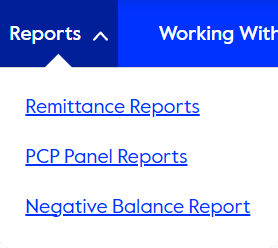 Reports Working With
Remittance Reports
PCP Panel Reports
Negative Balance Report